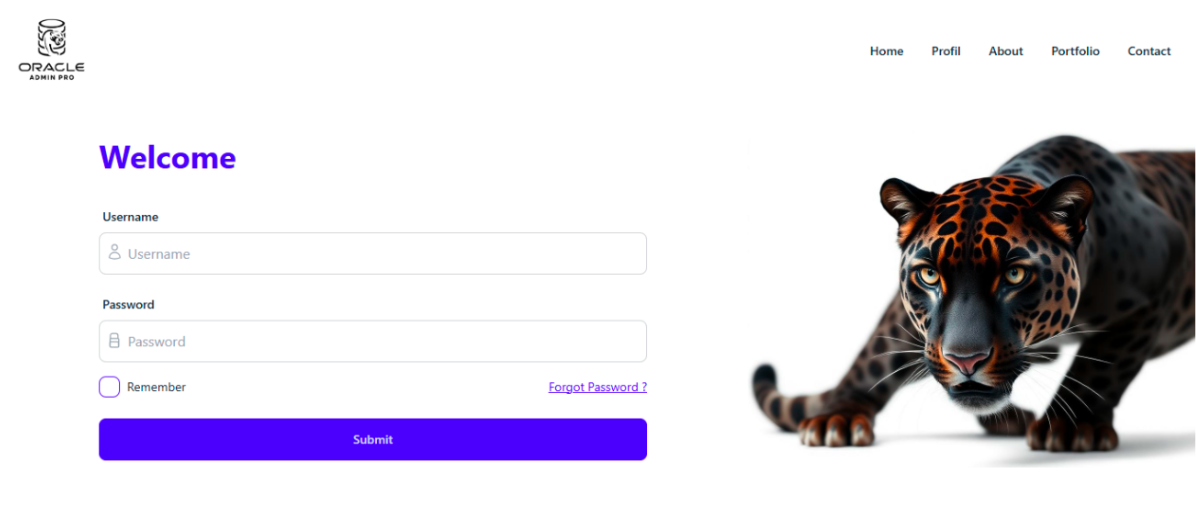 ORACLE
ADMIN PRO
Home Profil About Portfolio Contact
Welcome
Username
Username
Password
Password
Remember Forgot Password ?
Submit